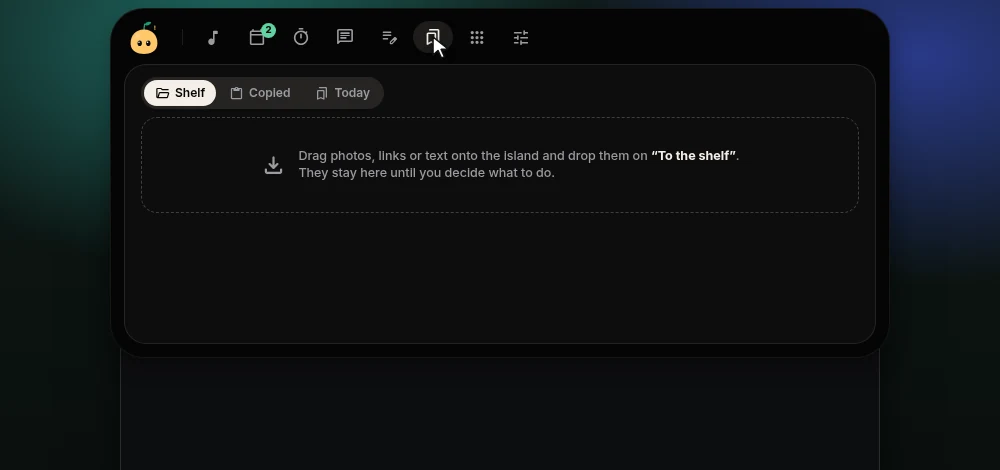 2
Shelf
Copied
Today
Drag photos, links or text onto the island and drop them on “To the shelf”.
They stay here until you decide what to do.